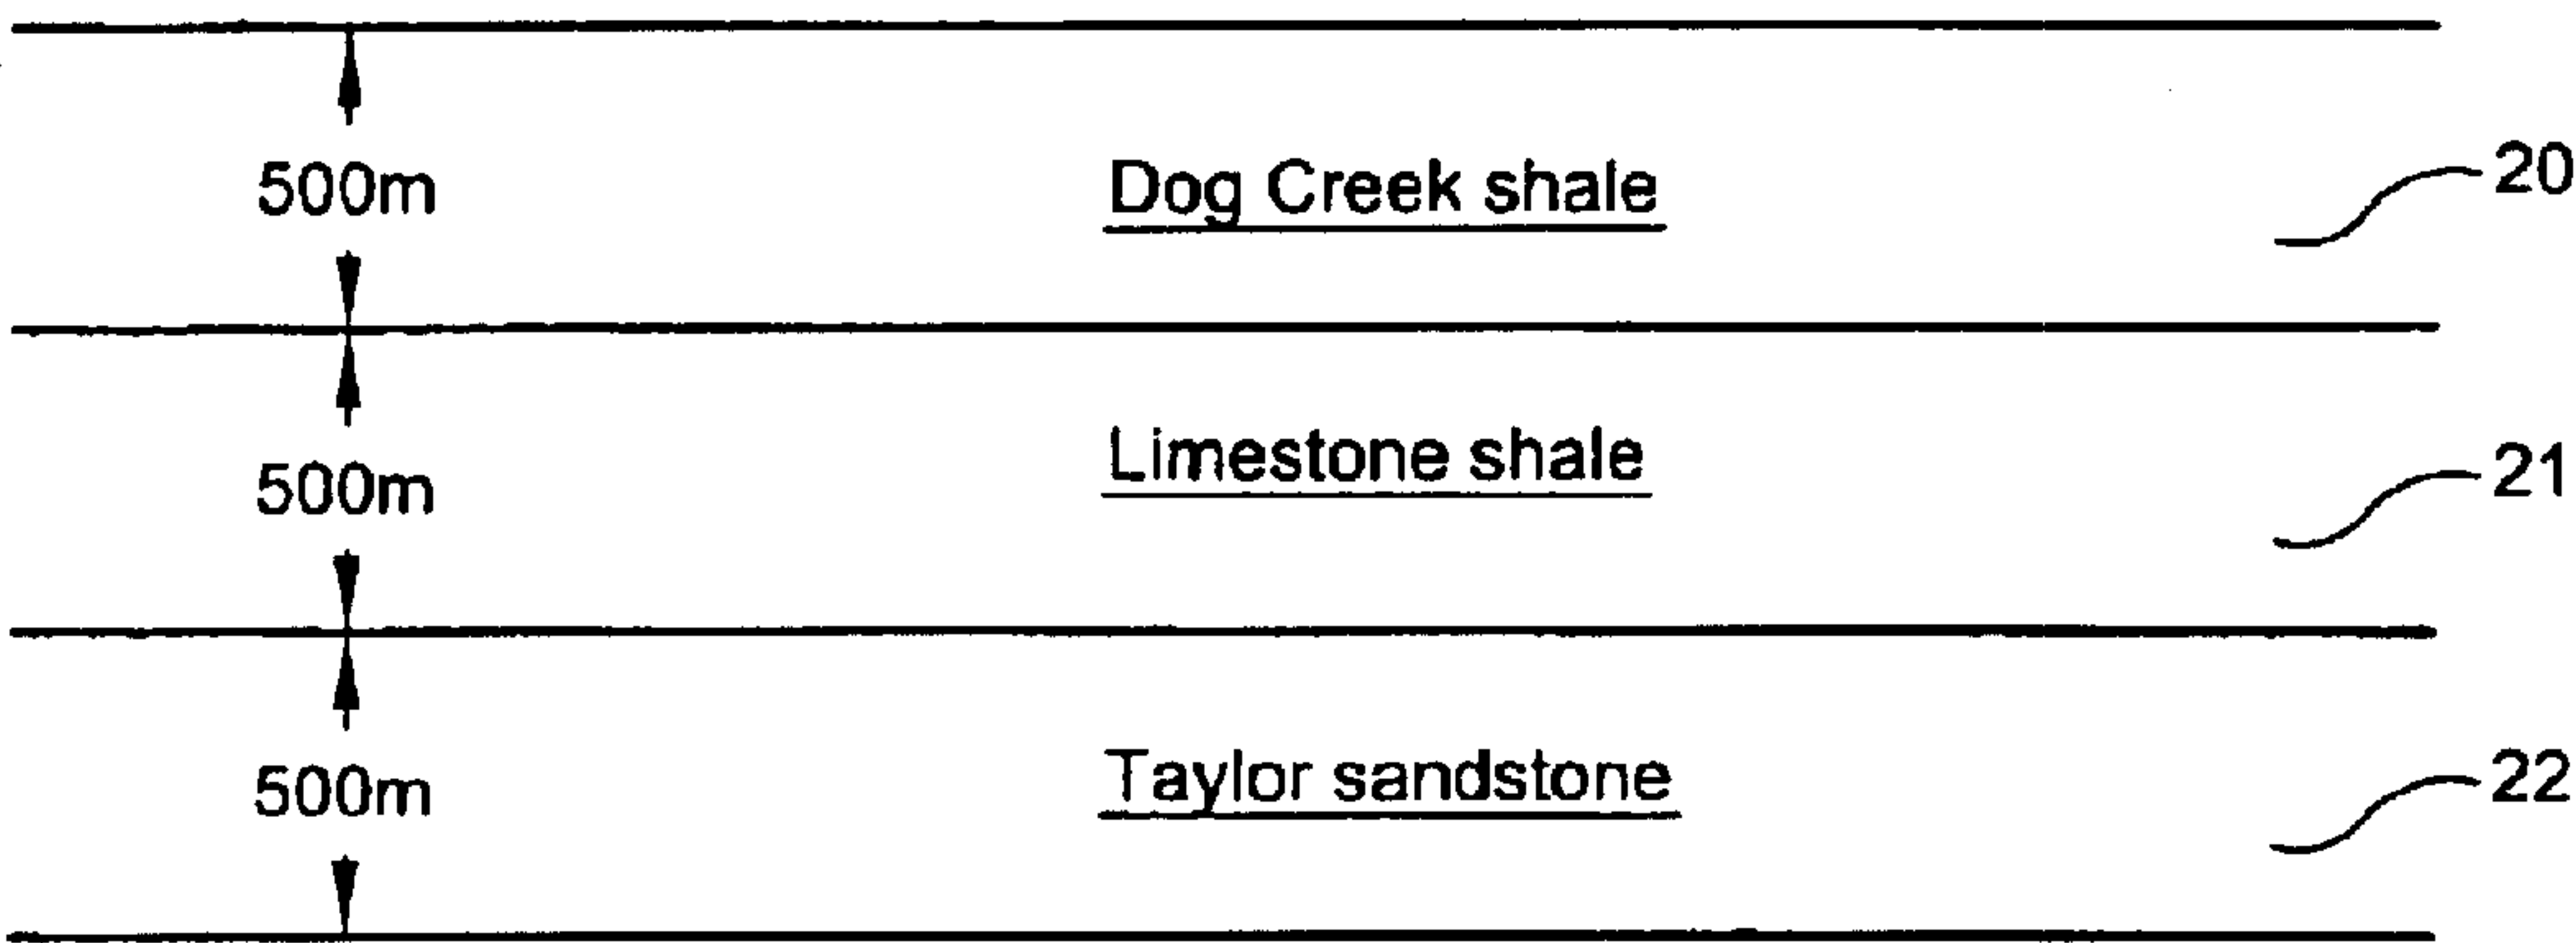 500m
Dog Creek shale
20
500m
Limestone shale
21
500m
Taylor sandstone
22